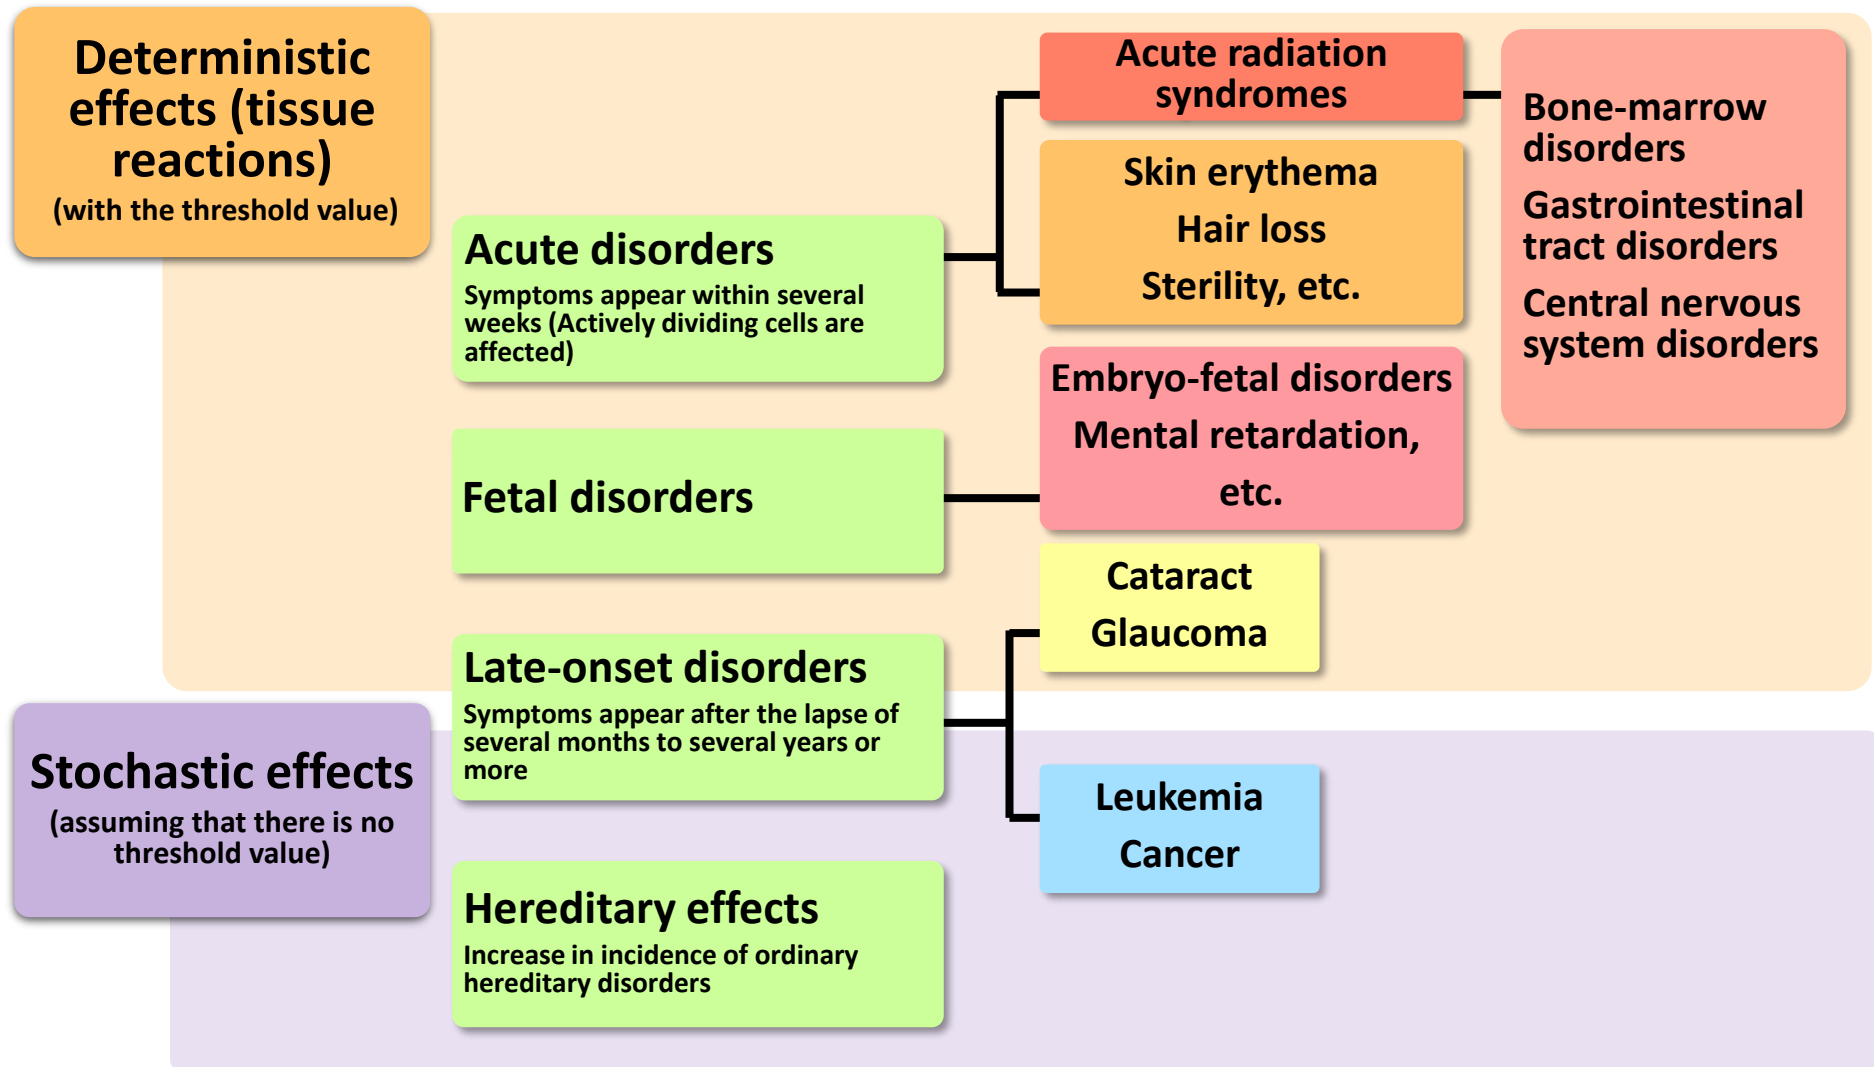 Deterministic
effects (tissue
reactions)
(with the threshold value)
Acute disorders
Symptoms appear within several
weeks (Actively dividing cells are
affected)
Acute radiation
syndromes
Skin erythema
Hair loss
Sterility, etc.
Bone-marrow
disorders
Gastrointestinal
tract disorders
Central nervous
system disorders
Fetal disorders
Embryo-fetal disorders
Mental retardation,
etc.
Late-onset disorders
Symptoms appear after the lapse of
several months to several years or
more
Cataract
Glaucoma
Stochastic effects
(assuming that there is no
threshold value)
Leukemia
Cancer
Hereditary effects
Increase in incidence of ordinary
hereditary disorders